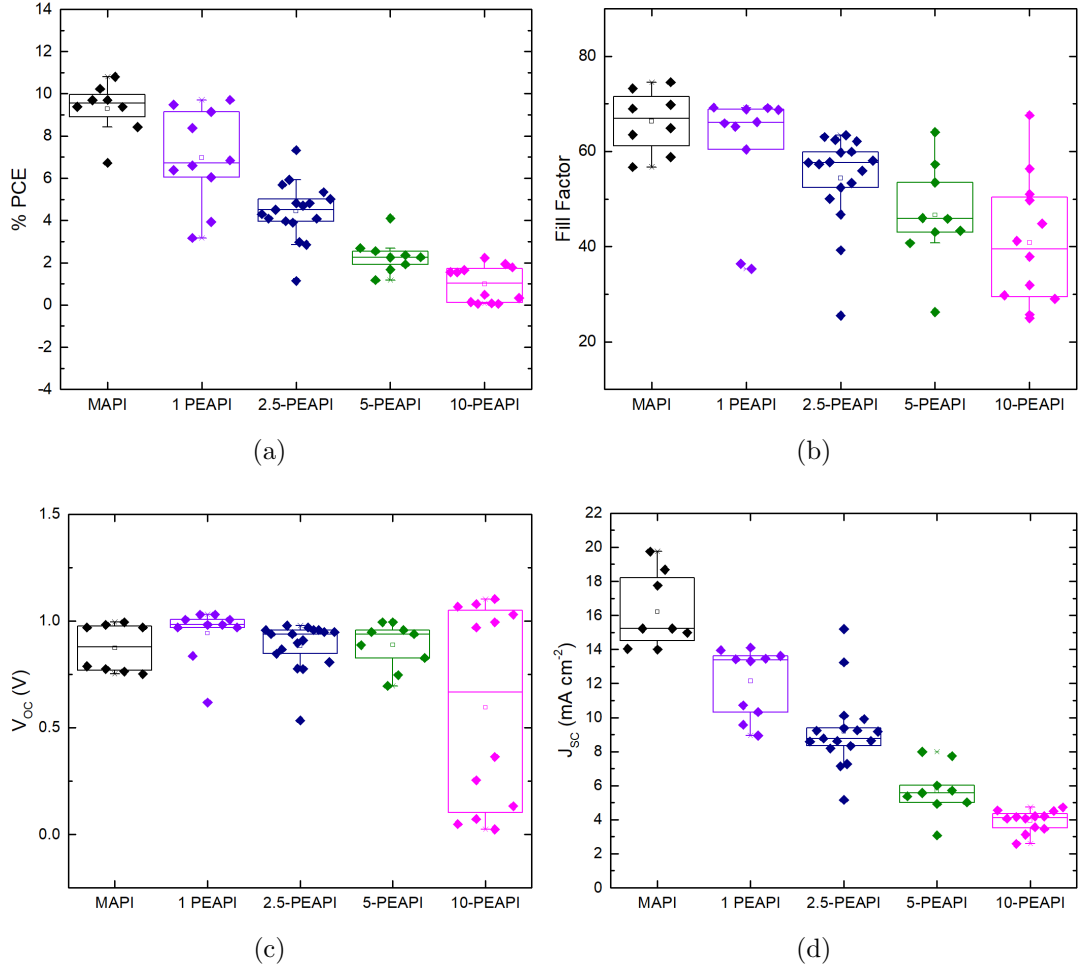 % PCE
14
12
10
8
6
4
2
0
-2
-4
MAPI 1 PEAPI 2.5-PEAPI 5-PEAPI 10-PEAPI
(a)
Fill Factor
80
60
40
20
MAPI 1 PEAPI 2.5-PEAPI 5-PEAPI 10-PEAPI
(b)
V_OC (V)
1.5
1.0
0.5
0.0
MAPI 1 PEAPI 2.5-PEAPI 5-PEAPI 10-PEAPI
(c)
J_SC (mA cm⁻²)
22
20
18
16
14
12
10
8
6
4
2
0
MAPI 1 PEAPI 2.5-PEAPI 5-PEAPI 10-PEAPI
(d)